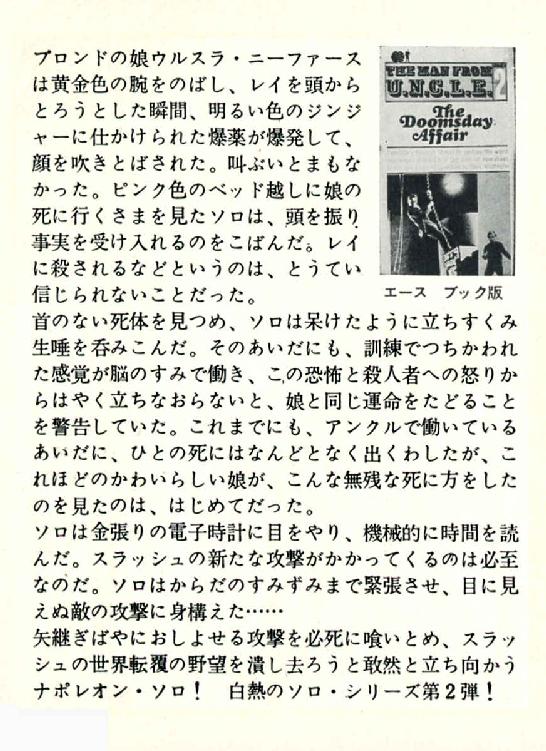 ブロンドの娘ウルスラ・ニーファース
は黄金色の腕をのばし、レイを頭から
とろうとした瞬間、明るい色のジンジ
ャーに仕かけられた爆薬が爆発して、
顔を吹きとばされた。叫ぶいとまもな
かった。ピンク色のベッド越しに娘の
死に行くさまを見たソロは、頭を振り
事実を受け入れるのをこばんだ。レイ
に殺されるなどというのは、とうてい
信じられないことだった。
THE MAN FROM
U.N.C.L.E. 2
The
Doomsday
Affair
エース ブック版
首のない死体を見つめ、ソロは呆けたように立ちすくみ
生唾を呑みこんだ。そのあいだにも、訓練でつちかわれ
た感覚が脳のすみで働き、この恐怖と殺人者への怒りか
らはやく立ちなおらないと、娘と同じ運命をたどること
を警告していた。これまでにも、アンクルで働いている
あいだに、ひとの死にはなんどとなく出くわしたが、こ
れほどのかわいらしい娘が、こんな無残な死に方をした
のを見たのは、はじめてだった。
ソロは金張りの電子時計に目をやり、機械的に時間を読
んだ。スラッシュの新たな攻撃がかかってくるのは必至
なのだ。ソロはからだのすみずみまで緊張させ、目に見
えぬ敵の攻撃に身構えた……
矢継ぎばやにおしよせる攻撃を必死に喰いとめ、スラッ
シュの世界転覆の野望を潰し去ろうと敢然と立ち向かう
ナポレオン・ソロ！ 白熱のソロ・シリーズ第２弾！